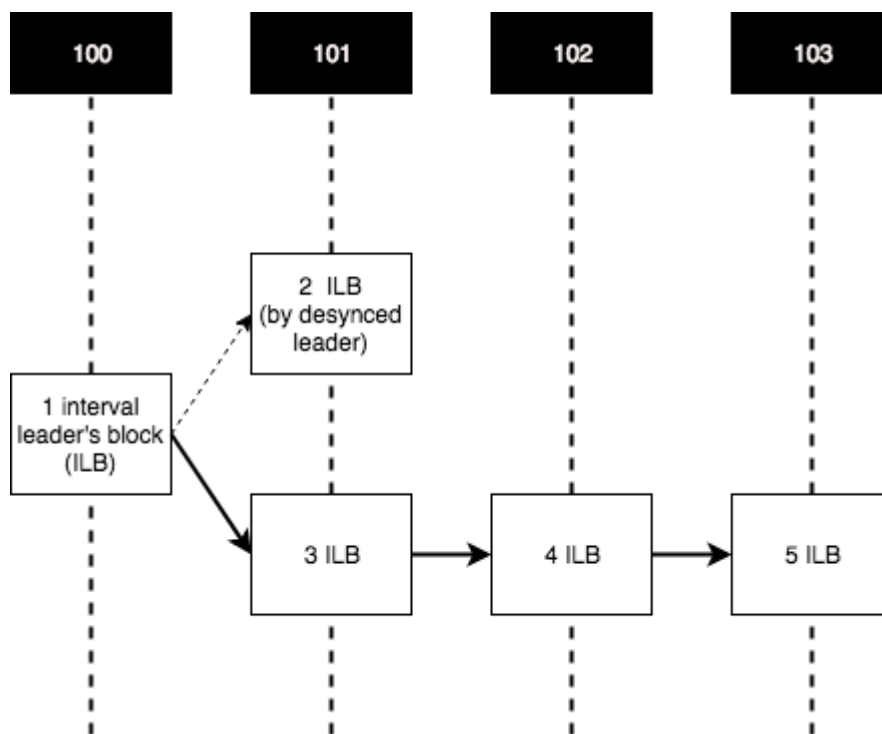 100
101
102
103
2 ILB
(by desynced
leader)
1 interval
leader's block
(ILB)
3 ILB
4 ILB
5 ILB